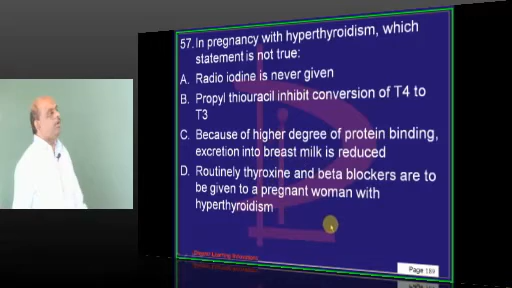 57. In pregnancy with hyperthyroidism, which
statement is not true:
A. Radio iodine is never given
B. Propyl thiouracil inhibit conversion of T4 to
T3
C. Because of higher degree of protein binding,
excretion into breast milk is reduced
D. Routinely thyroxine and beta blockers are to
be given to a pregnant woman with
hyperthyroidism
Page 189